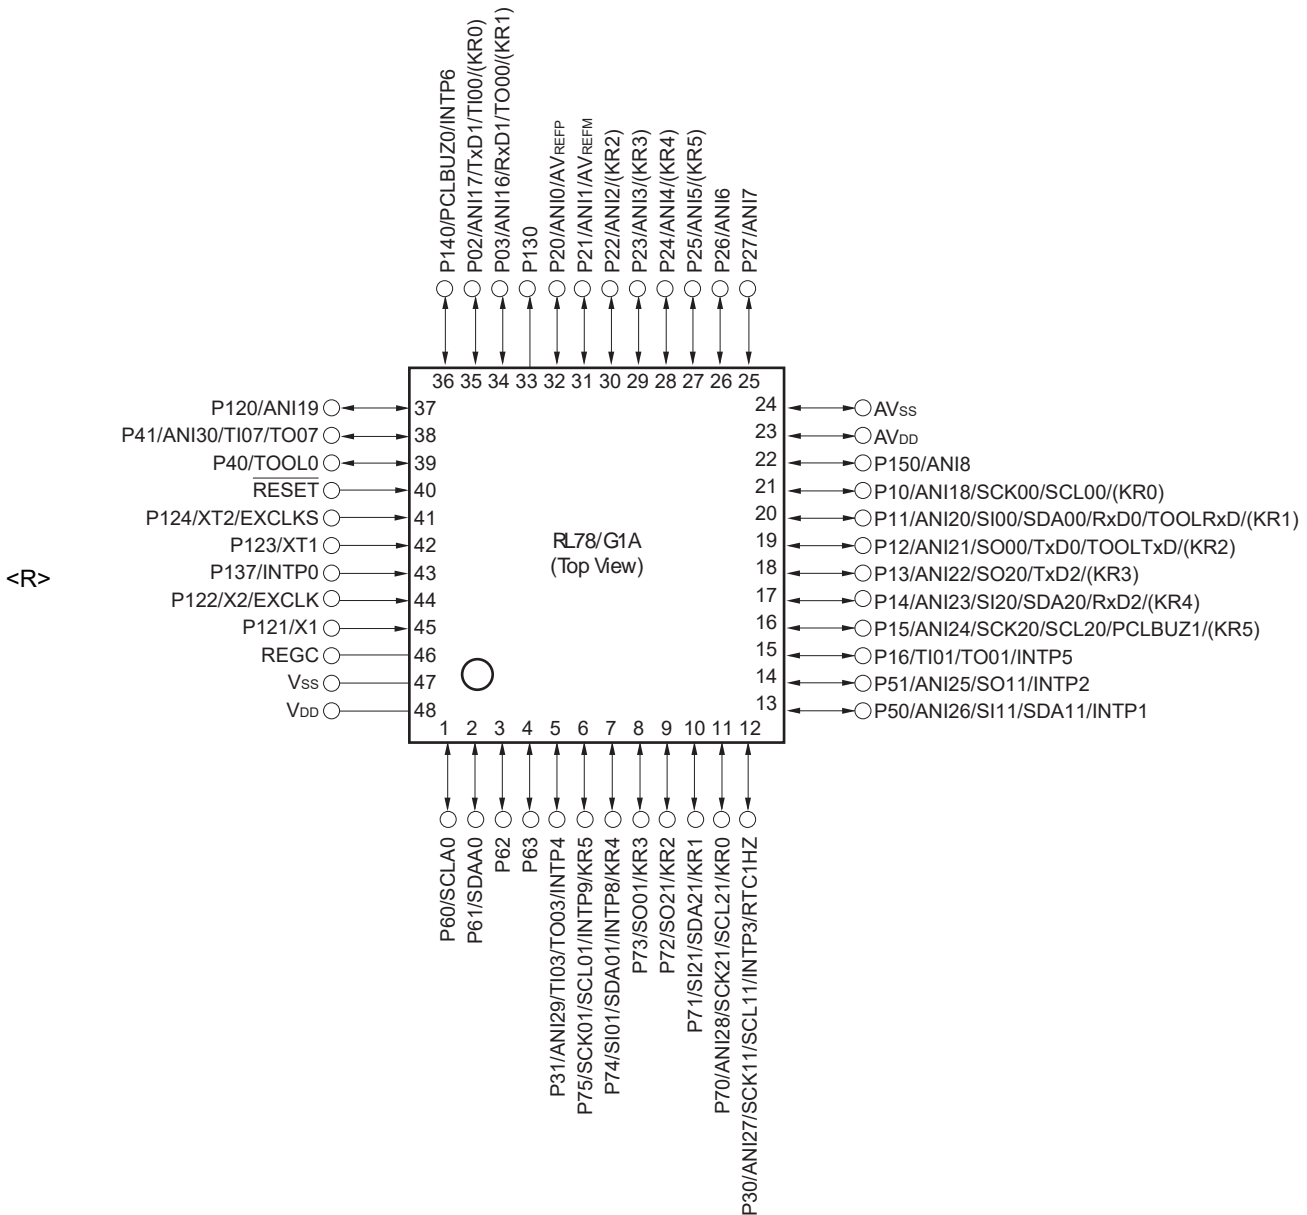 P140/PCLBUZ0/INTP6
P02/ANI17/TxD1/TI00/(KR0)
P03/ANI16/RxD1/TO00/(KR1)
P130
P20/ANI0/AVREFP
P21/ANI1/AVREFM
P22/ANI2/(KR2)
P23/ANI3/(KR3)
P24/ANI4/(KR4)
P25/ANI5/(KR5)
P26/ANI6
P27/ANI7
36 35 34 33 32 31 30 29 28 27 26 25
P120/ANI19 37
P41/ANI30/TI07/TO07 38
P40/TOOL0 39
RESET 40
P124/XT2/EXCLKS 41
P123/XT1 42
P137/INTP0 43
P122/X2/EXCLK 44
P121/X1 45
REGC 46
VSS 47
VDD 48
<R>
RL78/G1A
(Top View)
24 AVSS
23 AVDD
22 P150/ANI8
21 P10/ANI18/SCK00/SCL00/(KR0)
20 P11/ANI20/SI00/SDA00/RxD0/TOOLRxD/(KR1)
19 P12/ANI21/SO00/TxD0/TOOLTxD/(KR2)
18 P13/ANI22/SO20/TxD2/(KR3)
17 P14/ANI23/SI20/SDA20/RxD2/(KR4)
16 P15/ANI24/SCK20/SCL20/PCLBUZ1/(KR5)
15 P16/TI01/TO01/INTP5
14 P51/ANI25/SO11/INTP2
13 P50/ANI26/SI11/SDA11/INTP1
1 2 3 4 5 6 7 8 9 10 11 12
P60/SCLA0
P61/SDAA0
P62
P63
P31/ANI29/TI03/TO03/INTP4
P75/SCK01/SCL01/INTP9/KR5
P74/SI01/SDA01/INTP8/KR4
P73/SO01/KR3
P72/SO21/KR2
P71/SI21/SDA21/KR1
P70/ANI28/SCK21/SCL21/KR0
P30/ANI27/SCK11/SCL11/INTP3/RTC1HZ